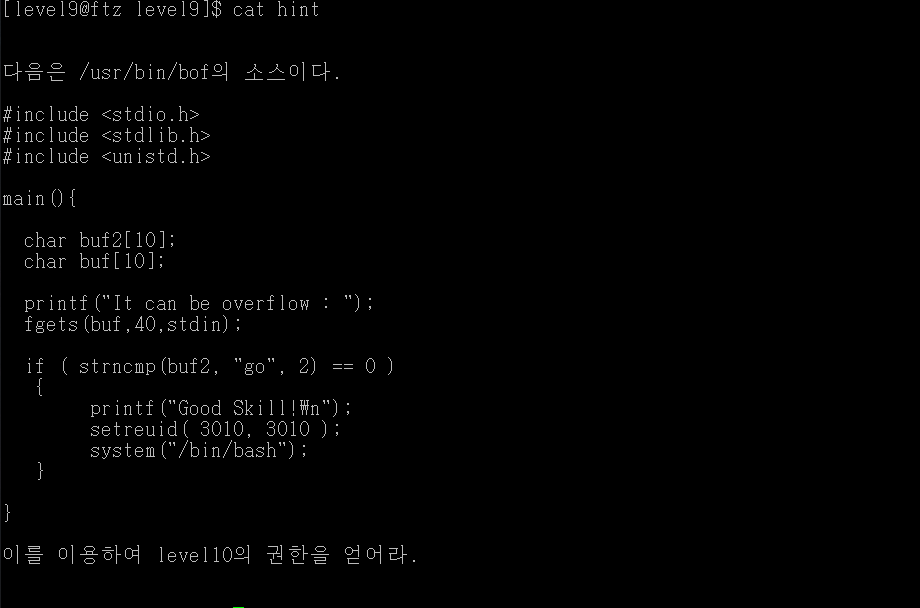 [level9@ftz level9]$ cat hint
다음은 /usr/bin/bof의 소스이다.
#include <stdio.h>
#include <stdlib.h>
#include <unistd.h>
main(){
char buf2[10];
char buf[10];
printf("It can be overflow : ");
fgets(buf,40,stdin);
if ( strncmp(buf2, "go", 2) == 0 )
{
printf("Good Skill!₩n");
setreuid( 3010, 3010 );
system("/bin/bash");
}
}
이를 이용하여 level10의 권한을 얻어라.